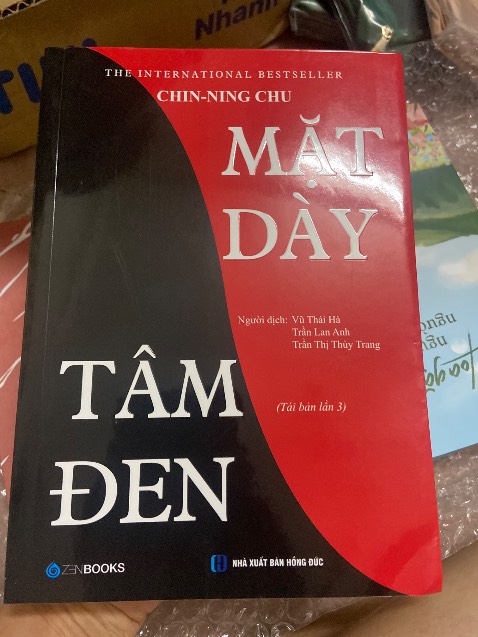 Nhanh
THE INTERNATIONAL BESTSELLER
CHIN-NING CHU
MẶT
DÀY
Người dịch: Vũ Thái Hà
Trần Lan Anh
Trần Thị Thùy Trang
TÂM
(Tái bản lần 3)
ĐEN
ZENBOOKS
NHÀ XUẤT BẢN HỒNG ĐỨC